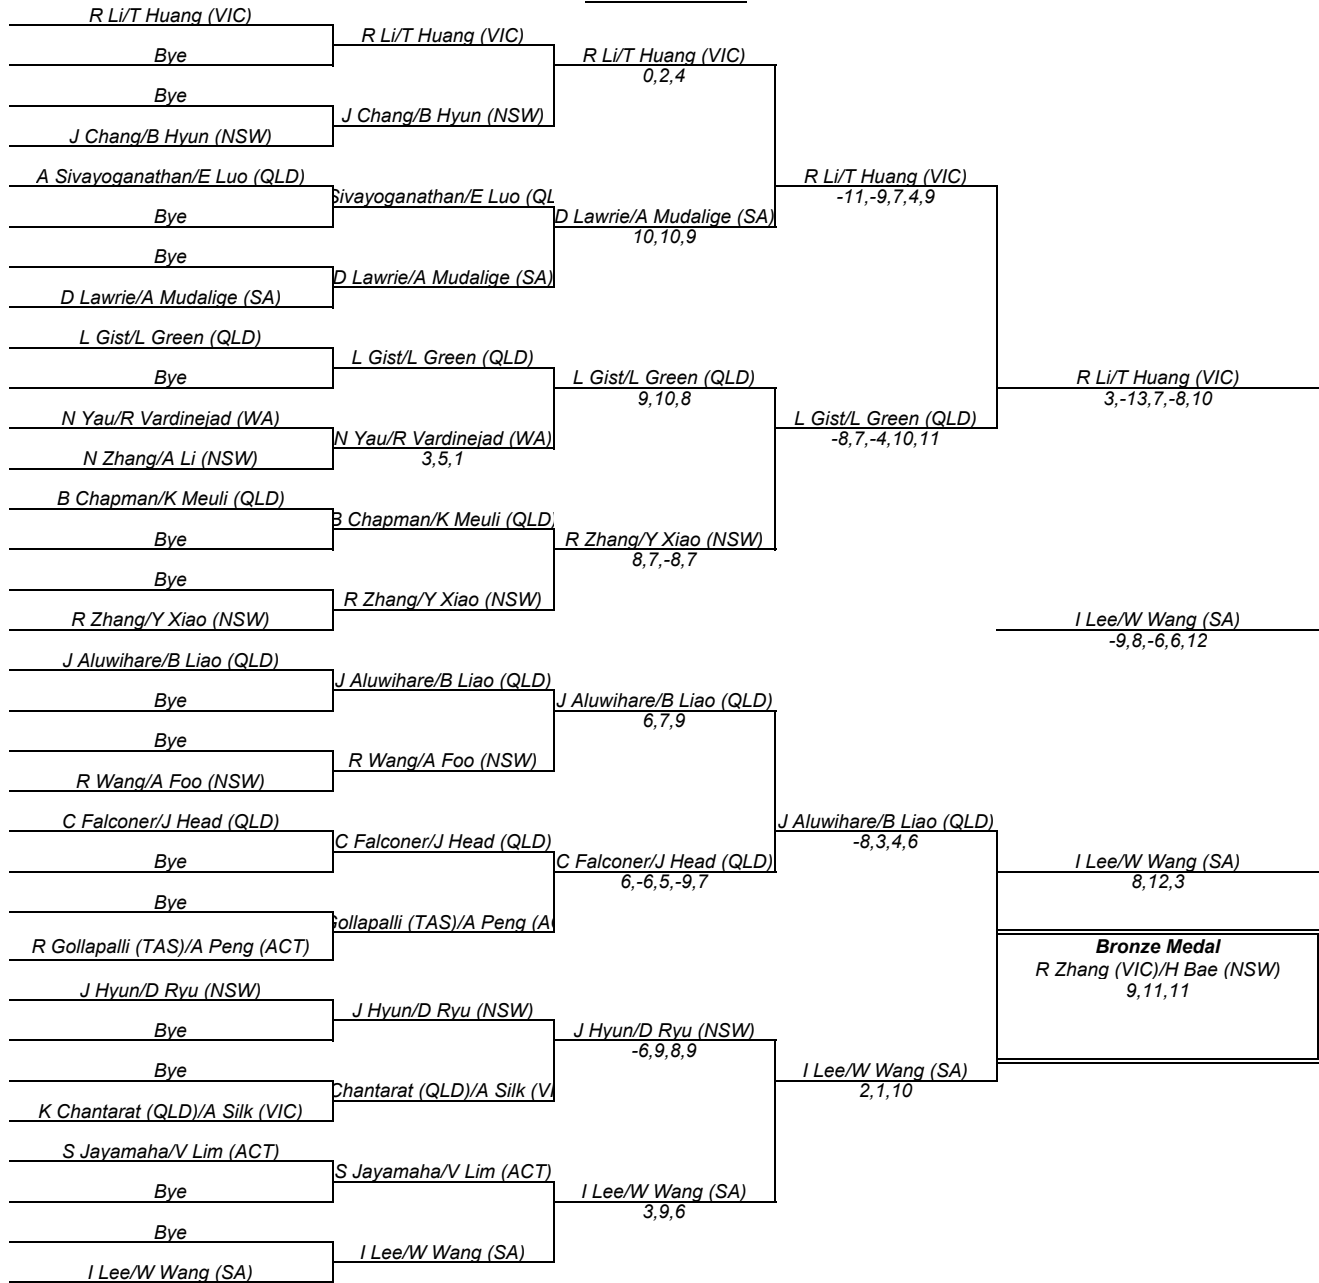 R Li/T Huang (VIC)
Bye
Bye
J Chang/B Hyun (NSW)
A Sivayoganathan/E Luo (QLD)
Bye
Bye
D Lawrie/A Mudalige (SA)
L Gist/L Green (QLD)
Bye
N Yau/R Vardinejad (WA)
N Zhang/A Li (NSW)
B Chapman/K Meuli (QLD)
Bye
Bye
R Zhang/Y Xiao (NSW)
J Aluwihare/B Liao (QLD)
Bye
Bye
R Wang/A Foo (NSW)
C Falconer/J Head (QLD)
Bye
Bye
R Gollapalli (TAS)/A Peng (ACT)
J Hyun/D Ryu (NSW)
Bye
Bye
K Chantarat (QLD)/A Silk (VIC)
S Jayamaha/V Lim (ACT)
Bye
Bye
I Lee/W Wang (SA)
R Li/T Huang (VIC)
J Chang/B Hyun (NSW)
Sivayoganathan/E Luo (QL
D Lawrie/A Mudalige (SA)
L Gist/L Green (QLD)
N Yau/R Vardinejad (WA)
3,5,1
B Chapman/K Meuli (QLD)
R Zhang/Y Xiao (NSW)
J Aluwihare/B Liao (QLD)
R Wang/A Foo (NSW)
C Falconer/J Head (QLD)
Gollapalli (TAS)/A Peng (A
J Hyun/D Ryu (NSW)
Chantarat (QLD)/A Silk (VI
S Jayamaha/V Lim (ACT)
I Lee/W Wang (SA)
R Li/T Huang (VIC)
0,2,4
D Lawrie/A Mudalige (SA)
10,10,9
L Gist/L Green (QLD)
9,10,8
R Zhang/Y Xiao (NSW)
8,7,-8,7
J Aluwihare/B Liao (QLD)
6,7,9
C Falconer/J Head (QLD)
6,-6,5,-9,7
J Hyun/D Ryu (NSW)
-6,9,8,9
I Lee/W Wang (SA)
3,9,6
R Li/T Huang (VIC)
-11,-9,7,4,9
L Gist/L Green (QLD)
-8,7,-4,10,11
J Aluwihare/B Liao (QLD)
-8,3,4,6
I Lee/W Wang (SA)
2,1,10
R Li/T Huang (VIC)
3,-13,7,-8,10
I Lee/W Wang (SA)
-9,8,-6,6,12
I Lee/W Wang (SA)
8,12,3
Bronze Medal
R Zhang (VIC)/H Bae (NSW)
9,11,11